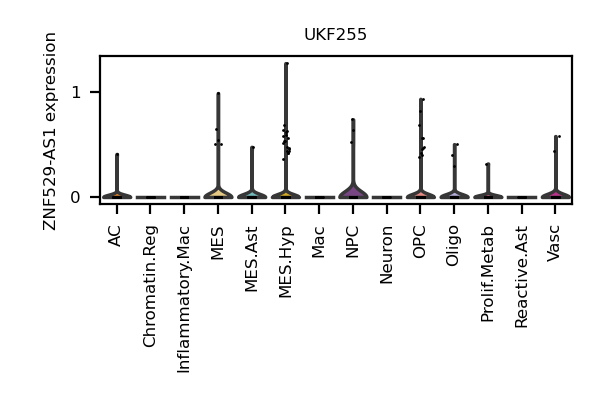 UKF255
ZNF529-AS1 expression
1
0
AC
Chromatin.Reg
Inflammatory.Mac
MES
MES.Ast
MES.Hyp
Mac
NPC
Neuron
OPC
Oligo
Prolif.Metab
Reactive.Ast
Vasc